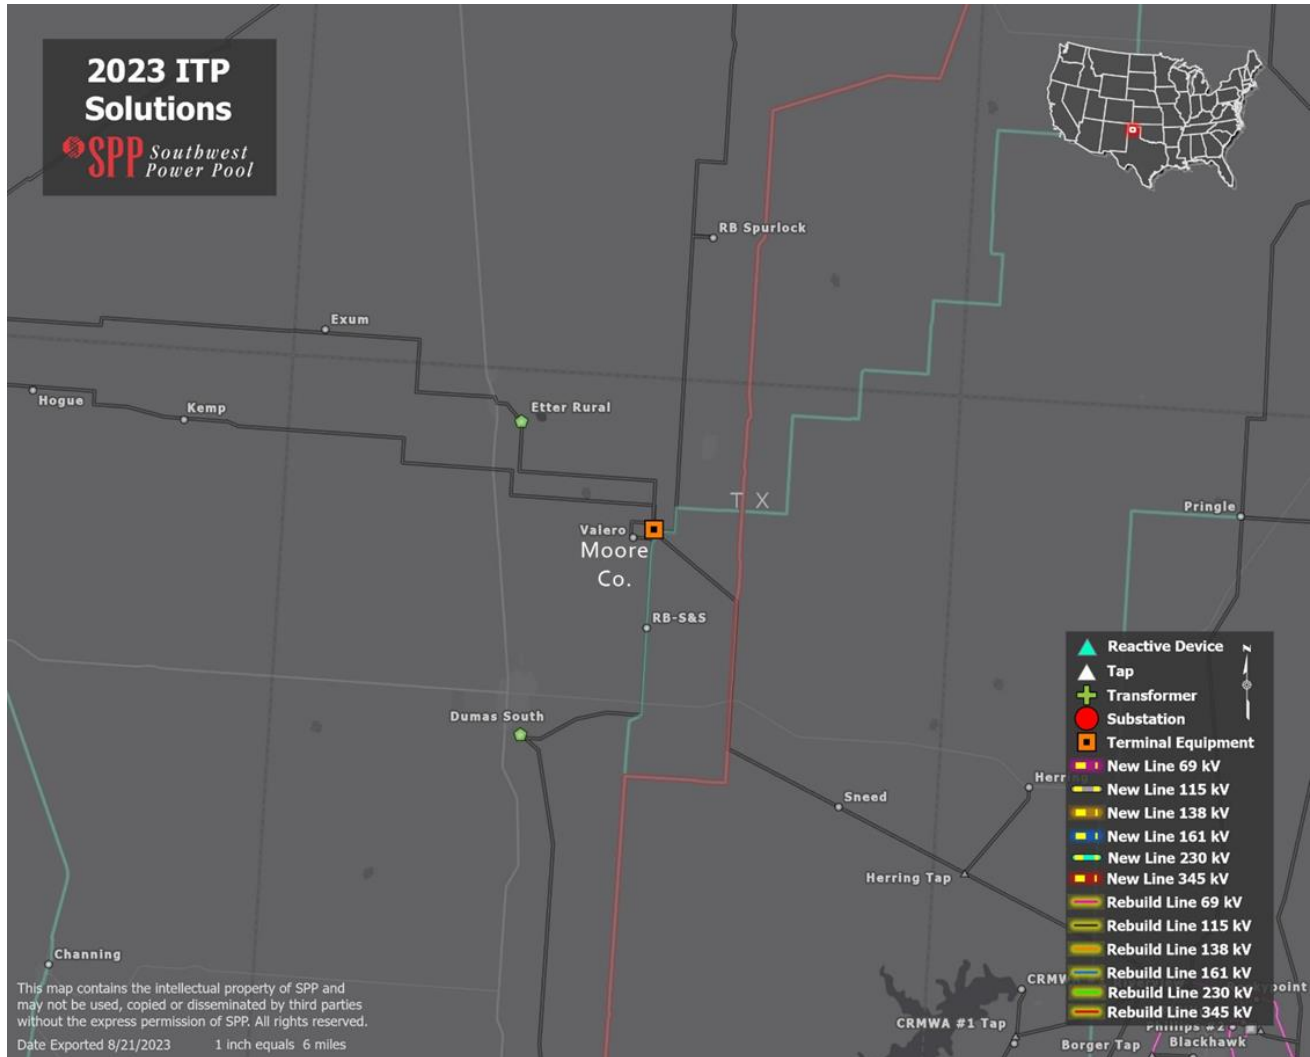 2023 ITP
Solutions
SPP Southwest
Power Pool
RB Spurlock
Exum
Hogue
Kemp
Etter Rural
T X
Pringle
Valero
Moore
Co.
RB-S&S
Dumas South
Sneed
Herring Tap
Channing
CRMWA #1 Tap
Borger Tap
Blackhawk
Phillips #2
Reactive Device
N
Tap
Transformer
Substation
Terminal Equipment
New Line 69 kV
New Line 115 kV
New Line 138 kV
New Line 161 kV
New Line 230 kV
New Line 345 kV
Rebuild Line 69 kV
Rebuild Line 115 kV
Rebuild Line 138 kV
Rebuild Line 161 kV
Rebuild Line 230 kV
Rebuild Line 345 kV
This map contains the intellectual property of SPP and
may not be used, copied or disseminated by third parties
without the express permission of SPP. All rights reserved.
Date Exported 8/21/2023 1 inch equals 6 miles